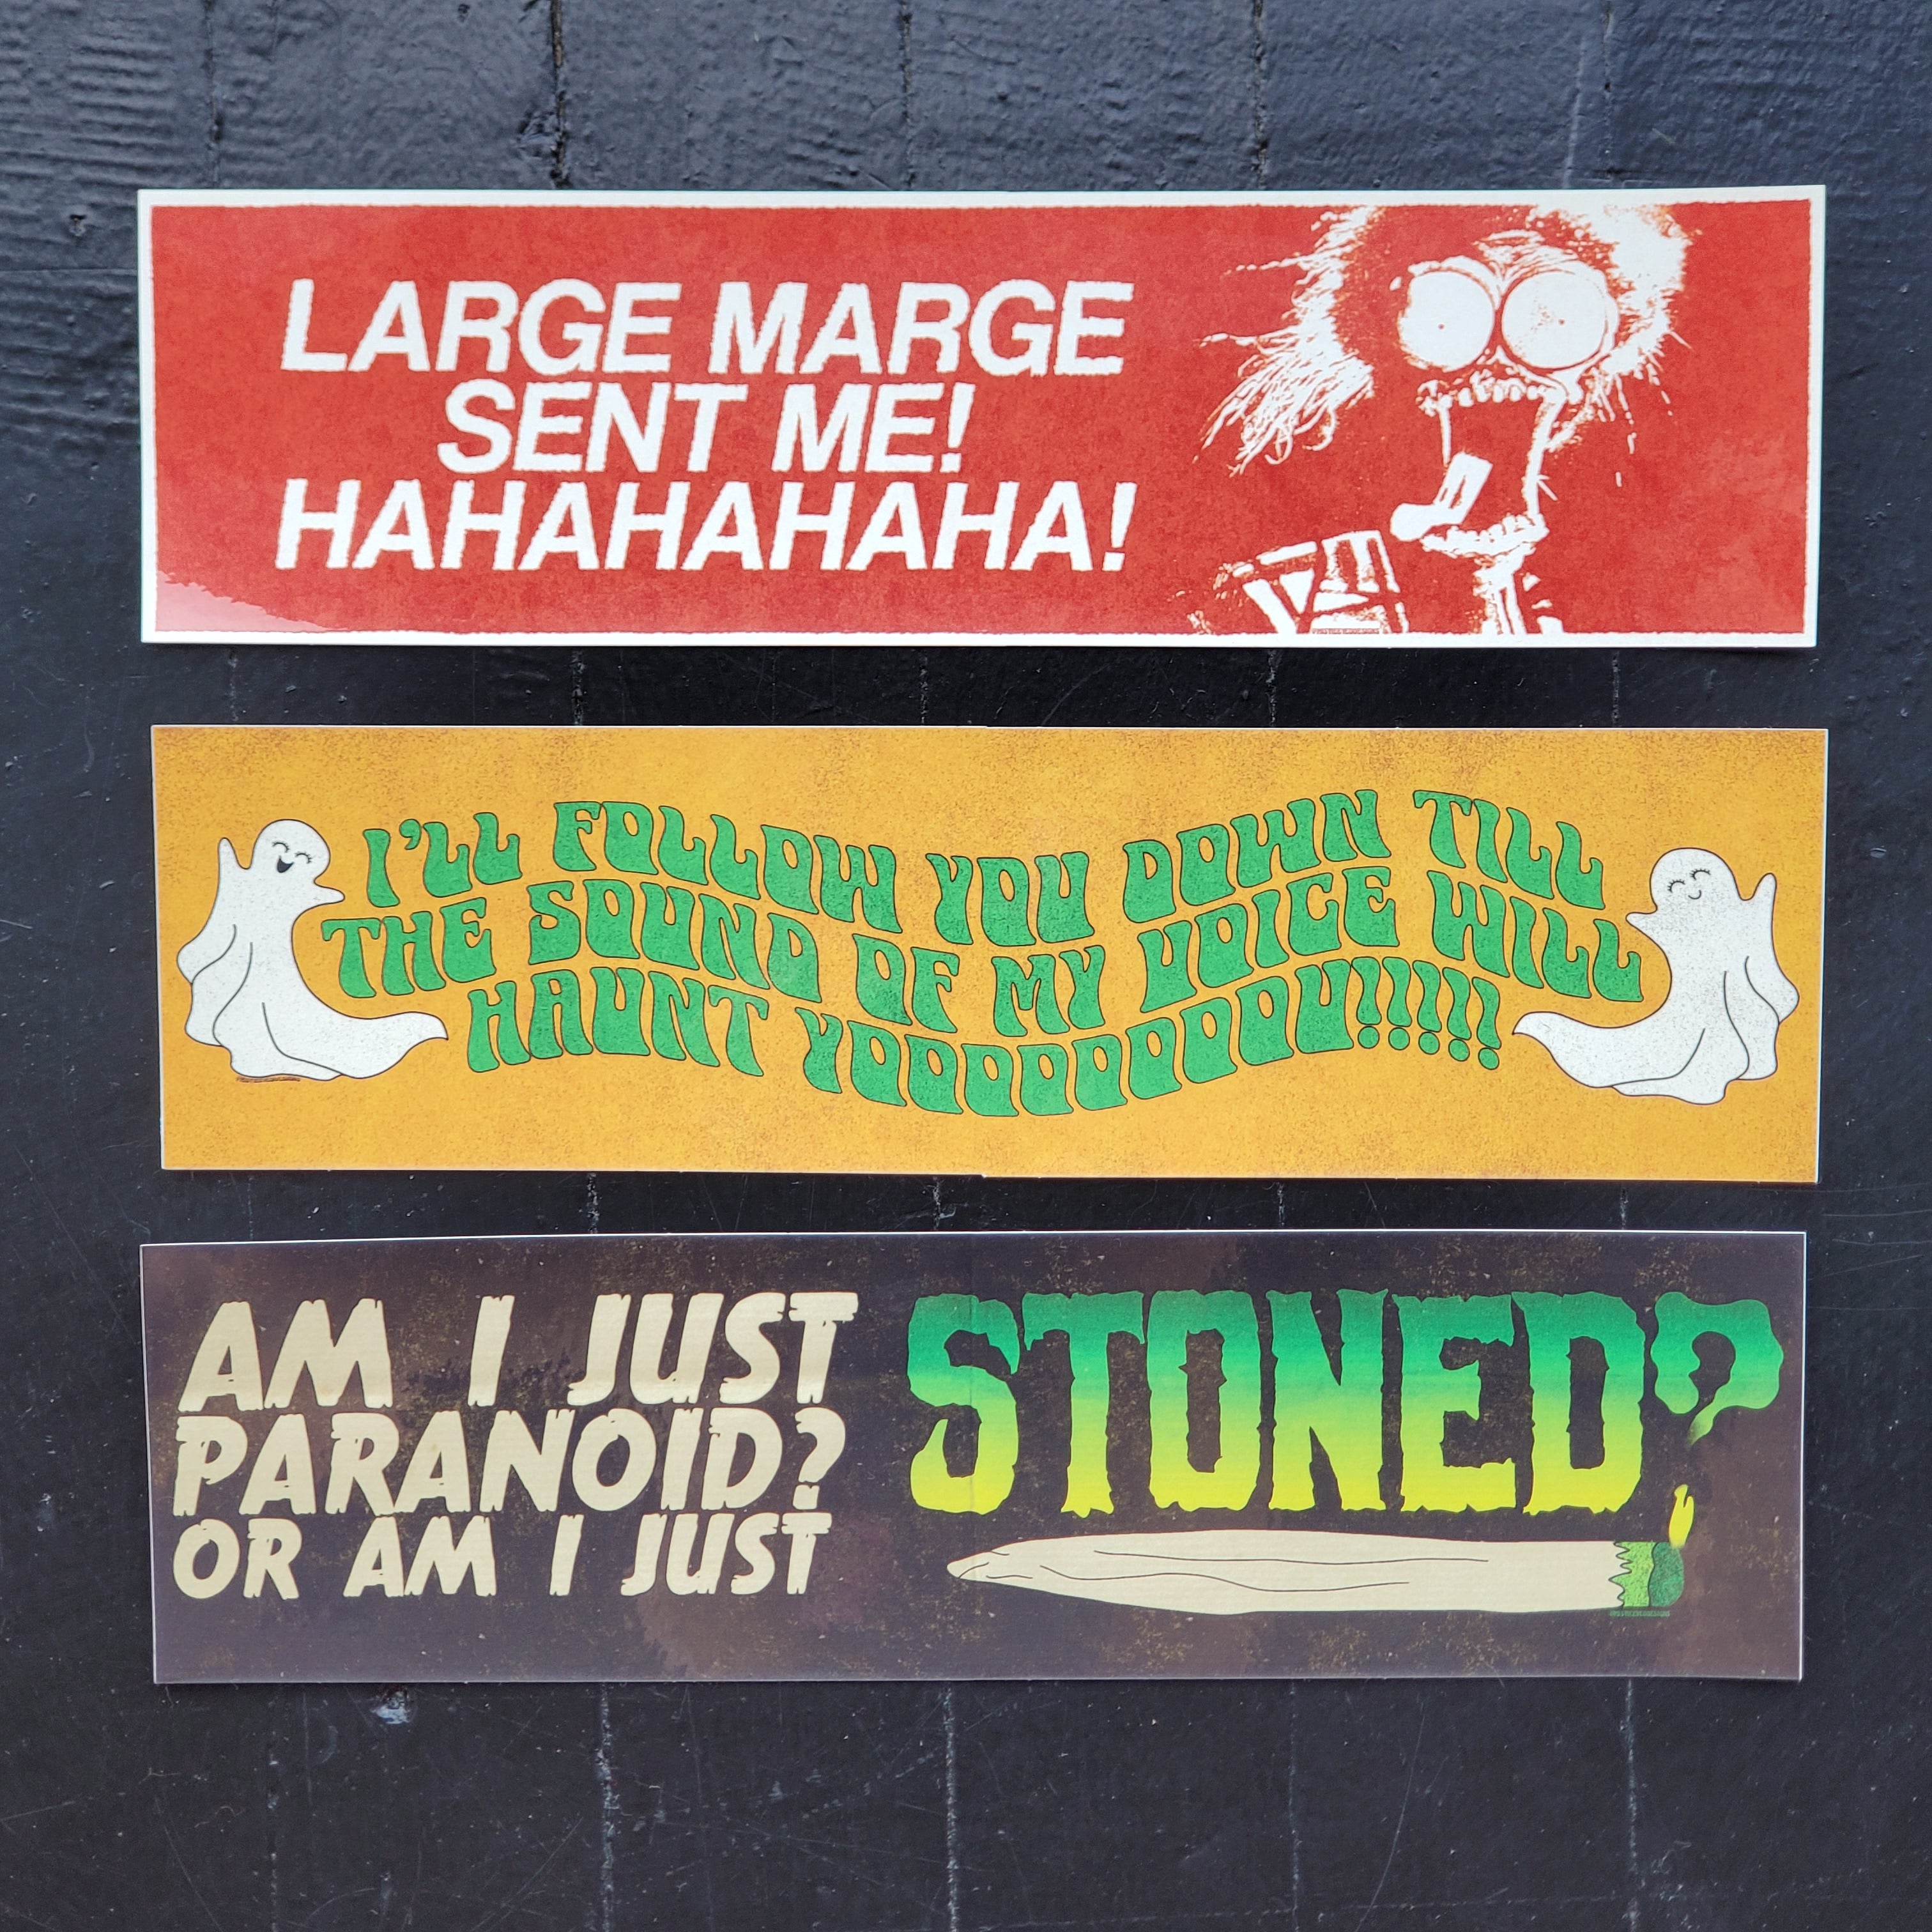 LARGE MARGE
SENT ME!
HAHAHAHAHA!
I'LL FOLLOW YOU DOWN TILL
THE SOUND OF MY VOICE WILL
HAUNT YOOOOOOOOU!!!!!
AM I JUST
PARANOID?
OR AM I JUST
STONED?